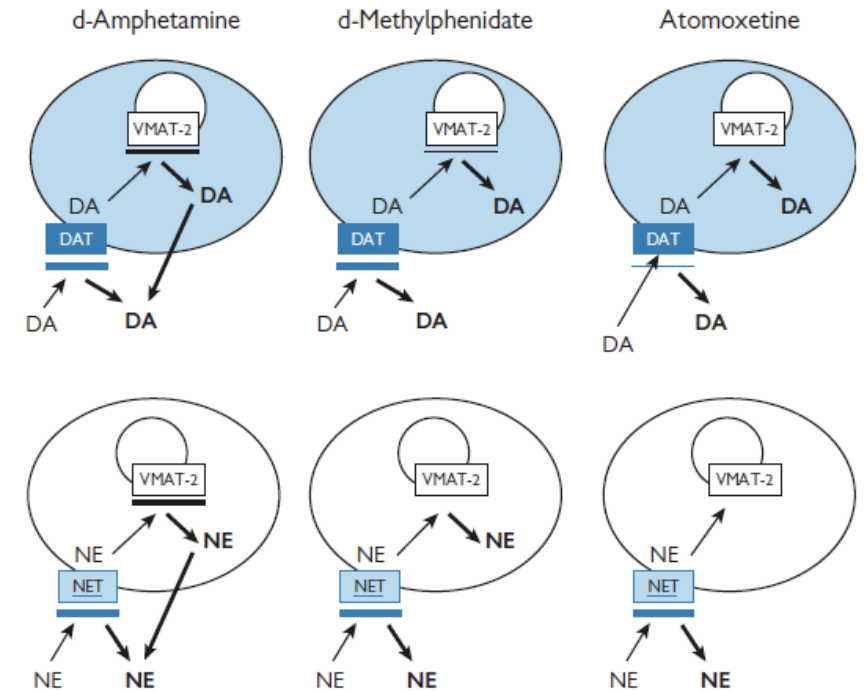 d-Amphetamine d-Methylphenidate Atomoxetine
VMAT-2 VMAT-2 VMAT-2
DA DA DA DA DA DA
DAT DAT DAT
DA DA DA DA DA DA
VMAT-2 VMAT-2 VMAT-2
NE NE NE NE NE
NET NET NET
NE NE NE NE NE NE